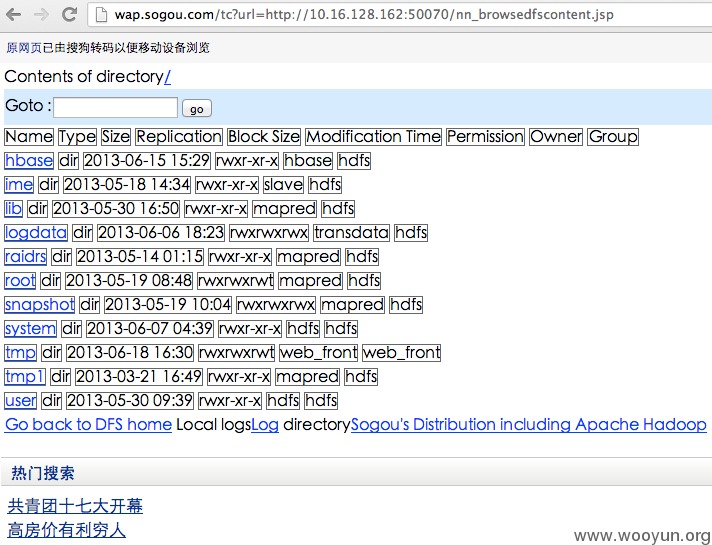 wap.sogou.com/tc?url=http://10.16.128.162:50070/nn_browsedfscontent.jsp
原网页已由搜狗转码以便移动设备浏览
Contents of directory/
Goto : go
Name Type Size Replication Block Size Modification Time Permission Owner Group
hbase dir 2013-06-15 15:29 rwxr-xr-x hbase hdfs
ime dir 2013-05-18 14:34 rwxr-xr-x slave hdfs
lib dir 2013-05-30 16:50 rwxr-xr-x mapred hdfs
logdata dir 2013-06-06 18:23 rwxrwxrwx transdata hdfs
raidrs dir 2013-05-14 01:15 rwxr-xr-x mapred hdfs
root dir 2013-05-19 08:48 rwxrwxrwt mapred hdfs
snapshot dir 2013-05-19 10:04 rwxrwxrwx mapred hdfs
system dir 2013-06-07 04:39 rwxr-xr-x hdfs hdfs
tmp dir 2013-06-18 16:30 rwxrwxrwt web_front web_front
tmp1 dir 2013-03-21 16:49 rwxr-xr-x mapred hdfs
user dir 2013-05-30 09:39 rwxr-xr-x hdfs hdfs
Go back to DFS home Local logsLog directorySogou's Distribution including Apache Hadoop
热门搜索
共青团十七大开幕
高房价有利穷人
www.wooyun.org